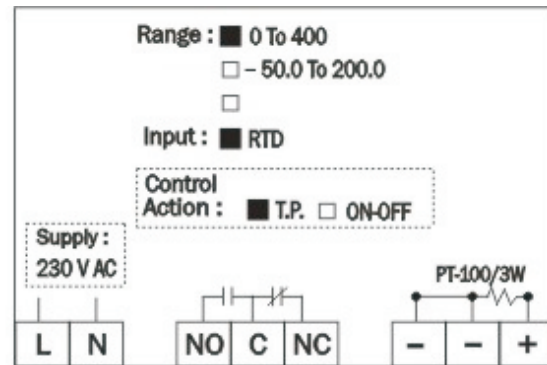 Range : ■ 0 To 400
□ – 50.0 To 200.0
□
Input : ■ RTD
Control
Action : ■ T.P. □ ON-OFF
Supply :
230 V AC
PT-100/3W
L N NO C NC – – +